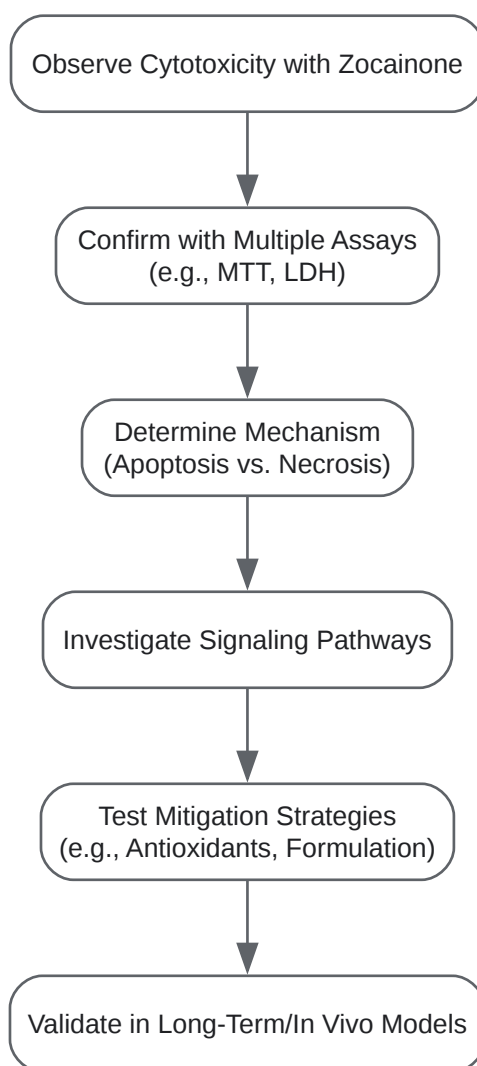 Observe Cytotoxicity with Zocainone
Confirm with Multiple Assays
(e.g., MTT, LDH)
Determine Mechanism
(Apoptosis vs. Necrosis)
Investigate Signaling Pathways
Test Mitigation Strategies
(e.g., Antioxidants, Formulation)
Validate in Long-Term/In Vivo Models